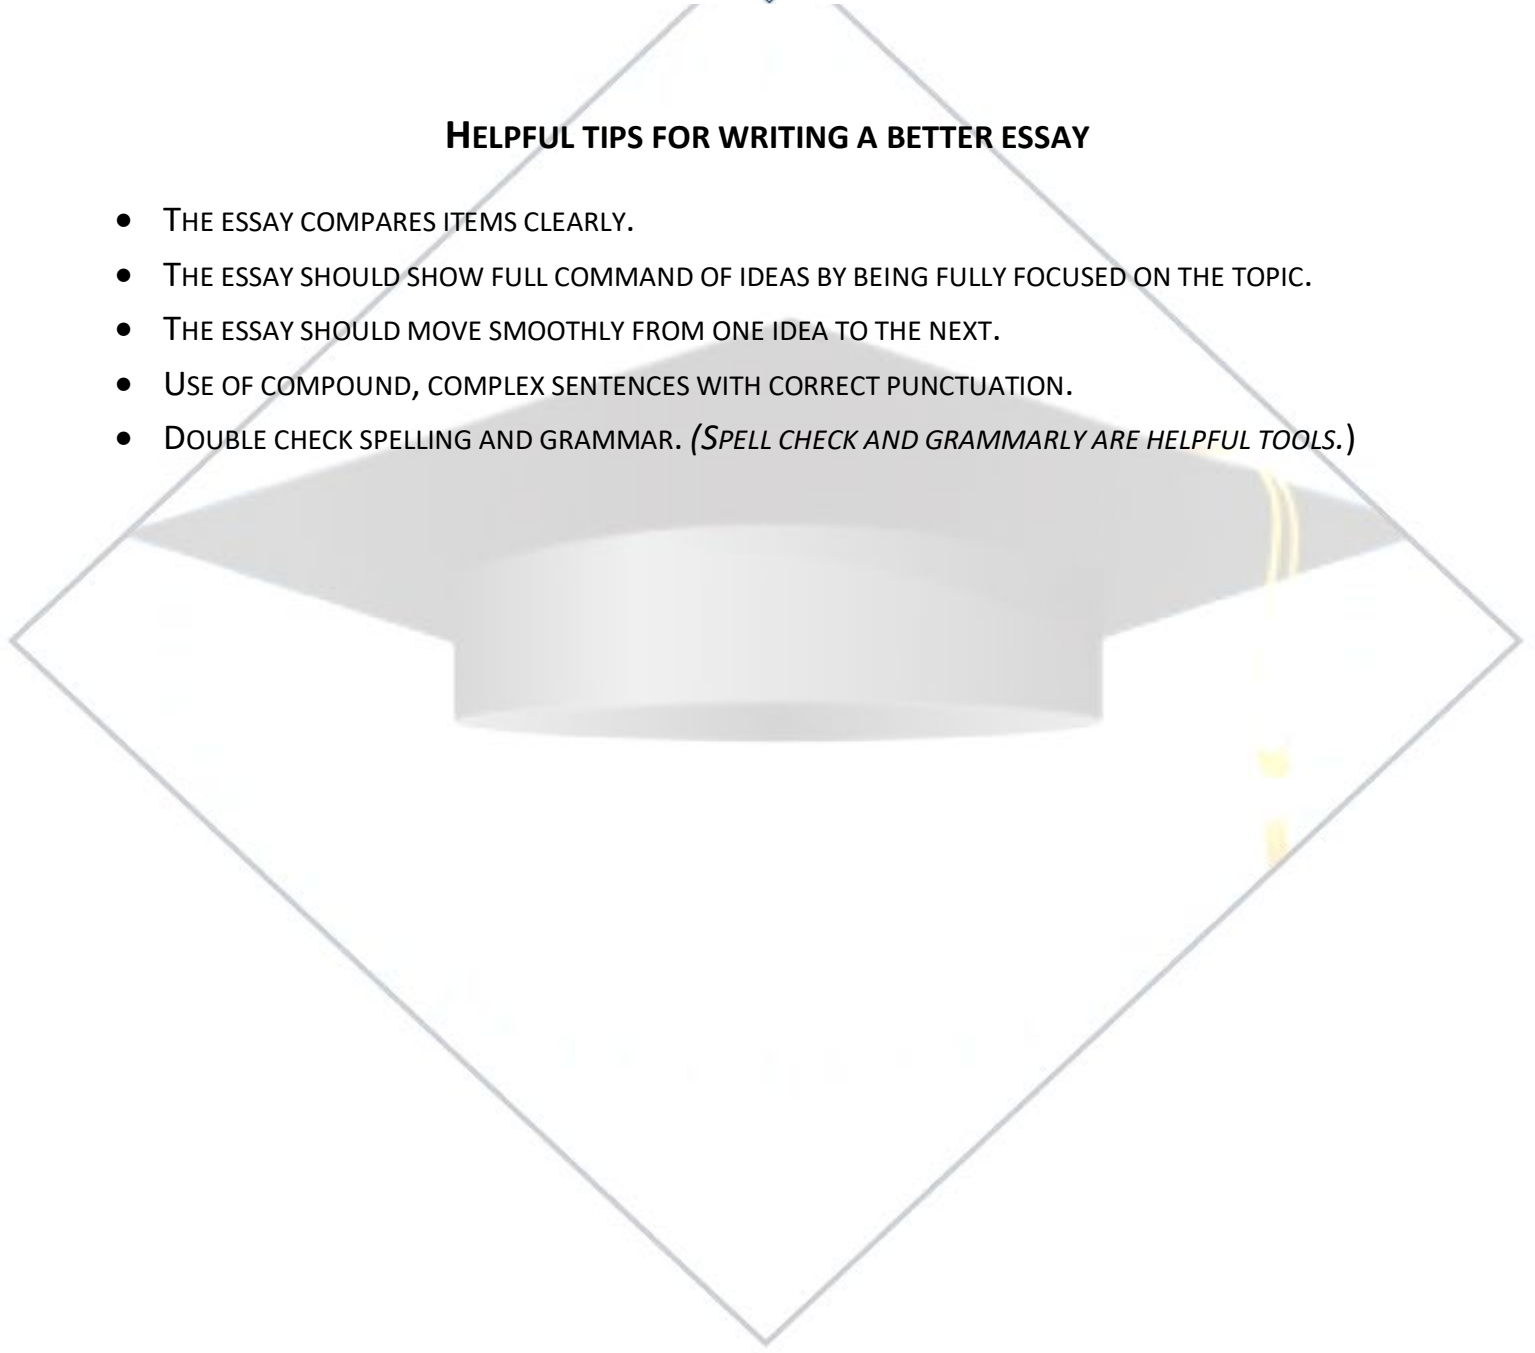 HELPFUL TIPS FOR WRITING A BETTER ESSAY
• THE ESSAY COMPARES ITEMS CLEARLY.
• THE ESSAY SHOULD SHOW FULL COMMAND OF IDEAS BY BEING FULLY FOCUSED ON THE TOPIC.
• THE ESSAY SHOULD MOVE SMOOTHLY FROM ONE IDEA TO THE NEXT.
• USE OF COMPOUND, COMPLEX SENTENCES WITH CORRECT PUNCTUATION.
• DOUBLE CHECK SPELLING AND GRAMMAR. (SPELL CHECK AND GRAMMARLY ARE HELPFUL TOOLS.)